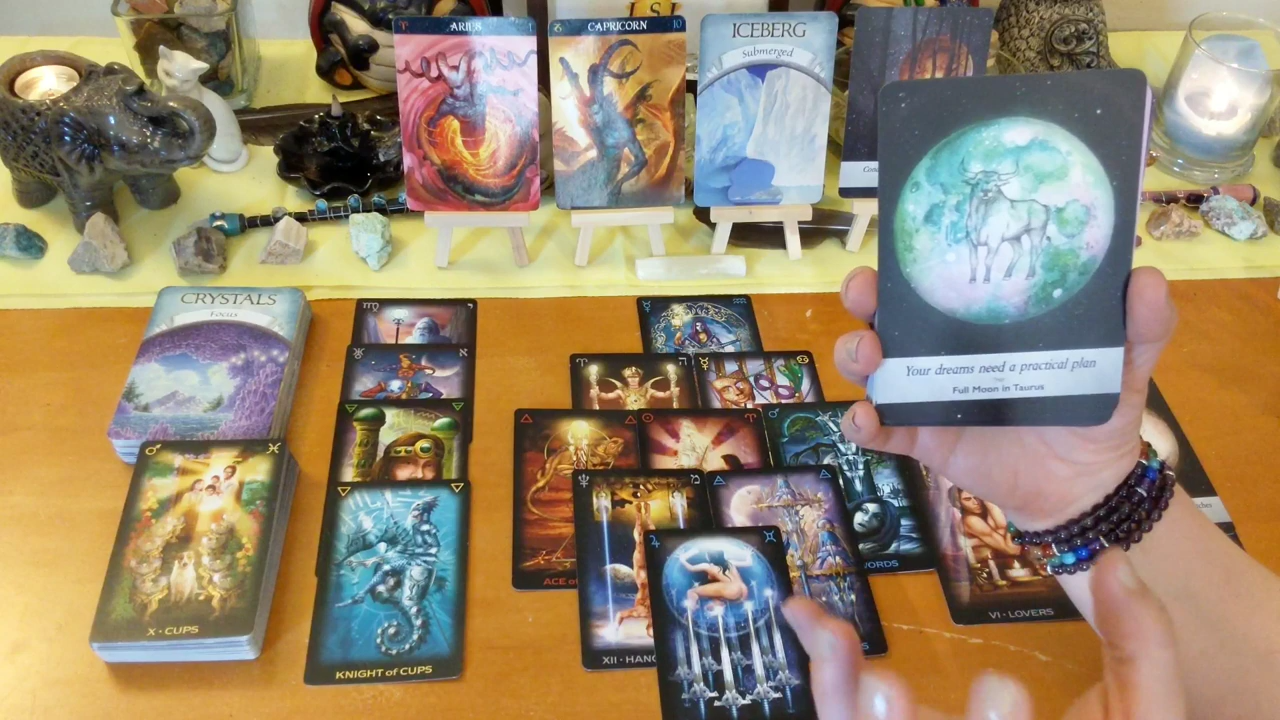 ARIES
CAPRICORN
10
ICEBERG
Submerged
Your dreams need a practical plan
Full Moon in Taurus
CRYSTALS
Focus
X · CUPS
KNIGHT of CUPS
ACE of
XII · HANG
VI · LOVERS